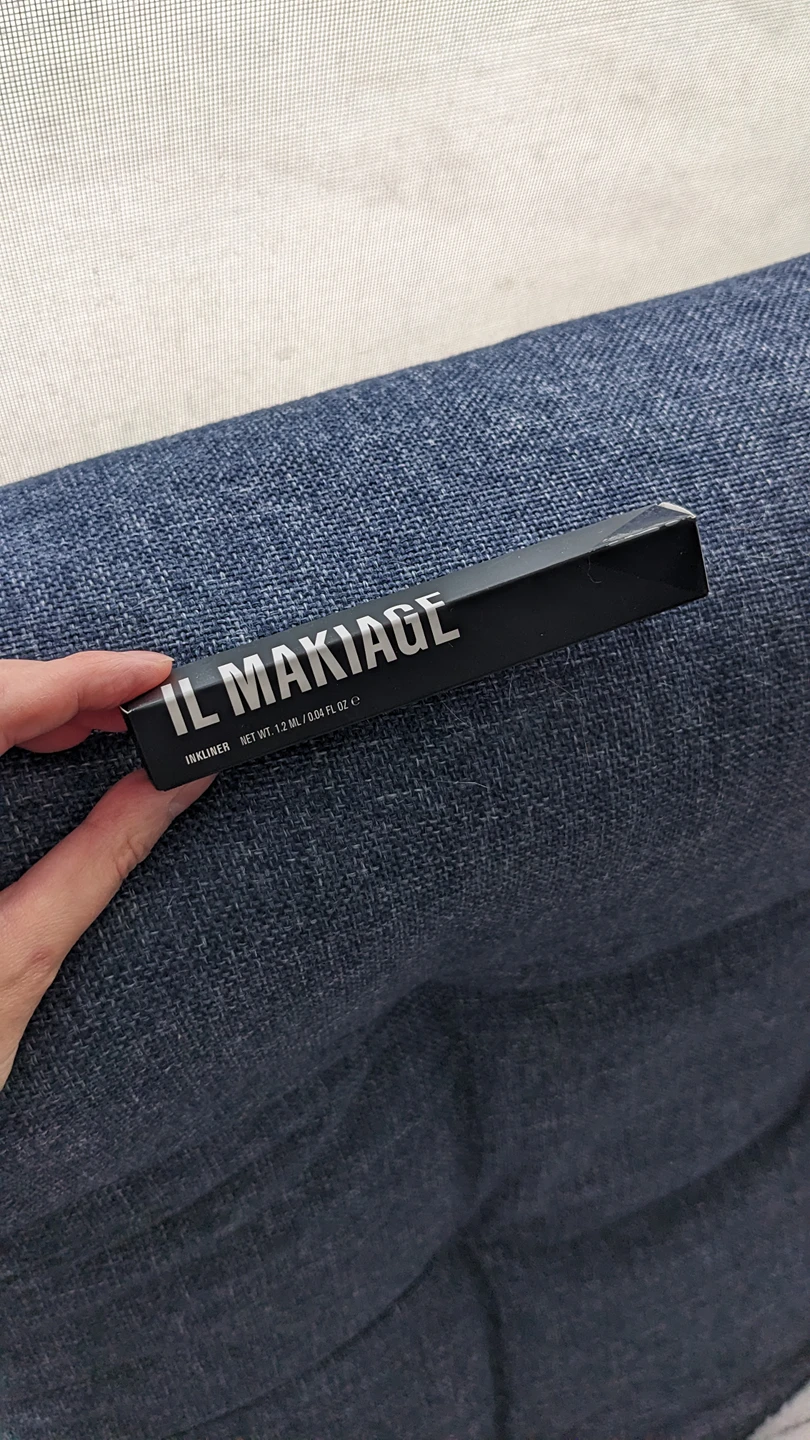 IL MAKIAGE
INKLINER NET WT. 1.2 ML / 0.04 FL OZ ℮